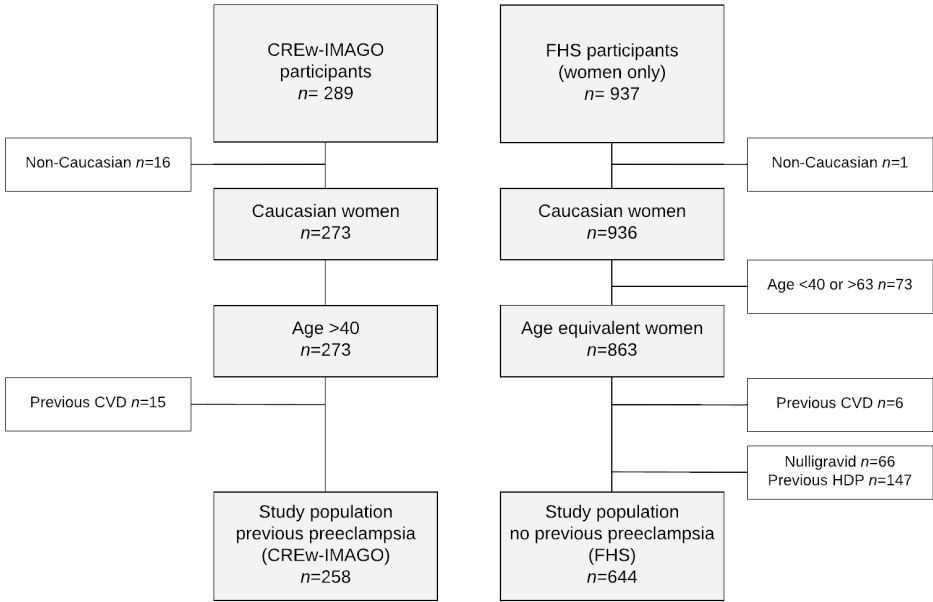 CREw-IMAGO
participants
n= 289
FHS participants
(women only)
n= 937
Non-Caucasian n=16
Non-Caucasian n=1
Caucasian women
n=273
Caucasian women
n=936
Age <40 or >63 n=73
Age >40
n=273
Age equivalent women
n=863
Previous CVD n=15
Previous CVD n=6
Nulligravid n=66
Previous HDP n=147
Study population
previous preeclampsia
(CREw-IMAGO)
n=258
Study population
no previous preeclampsia
(FHS)
n=644